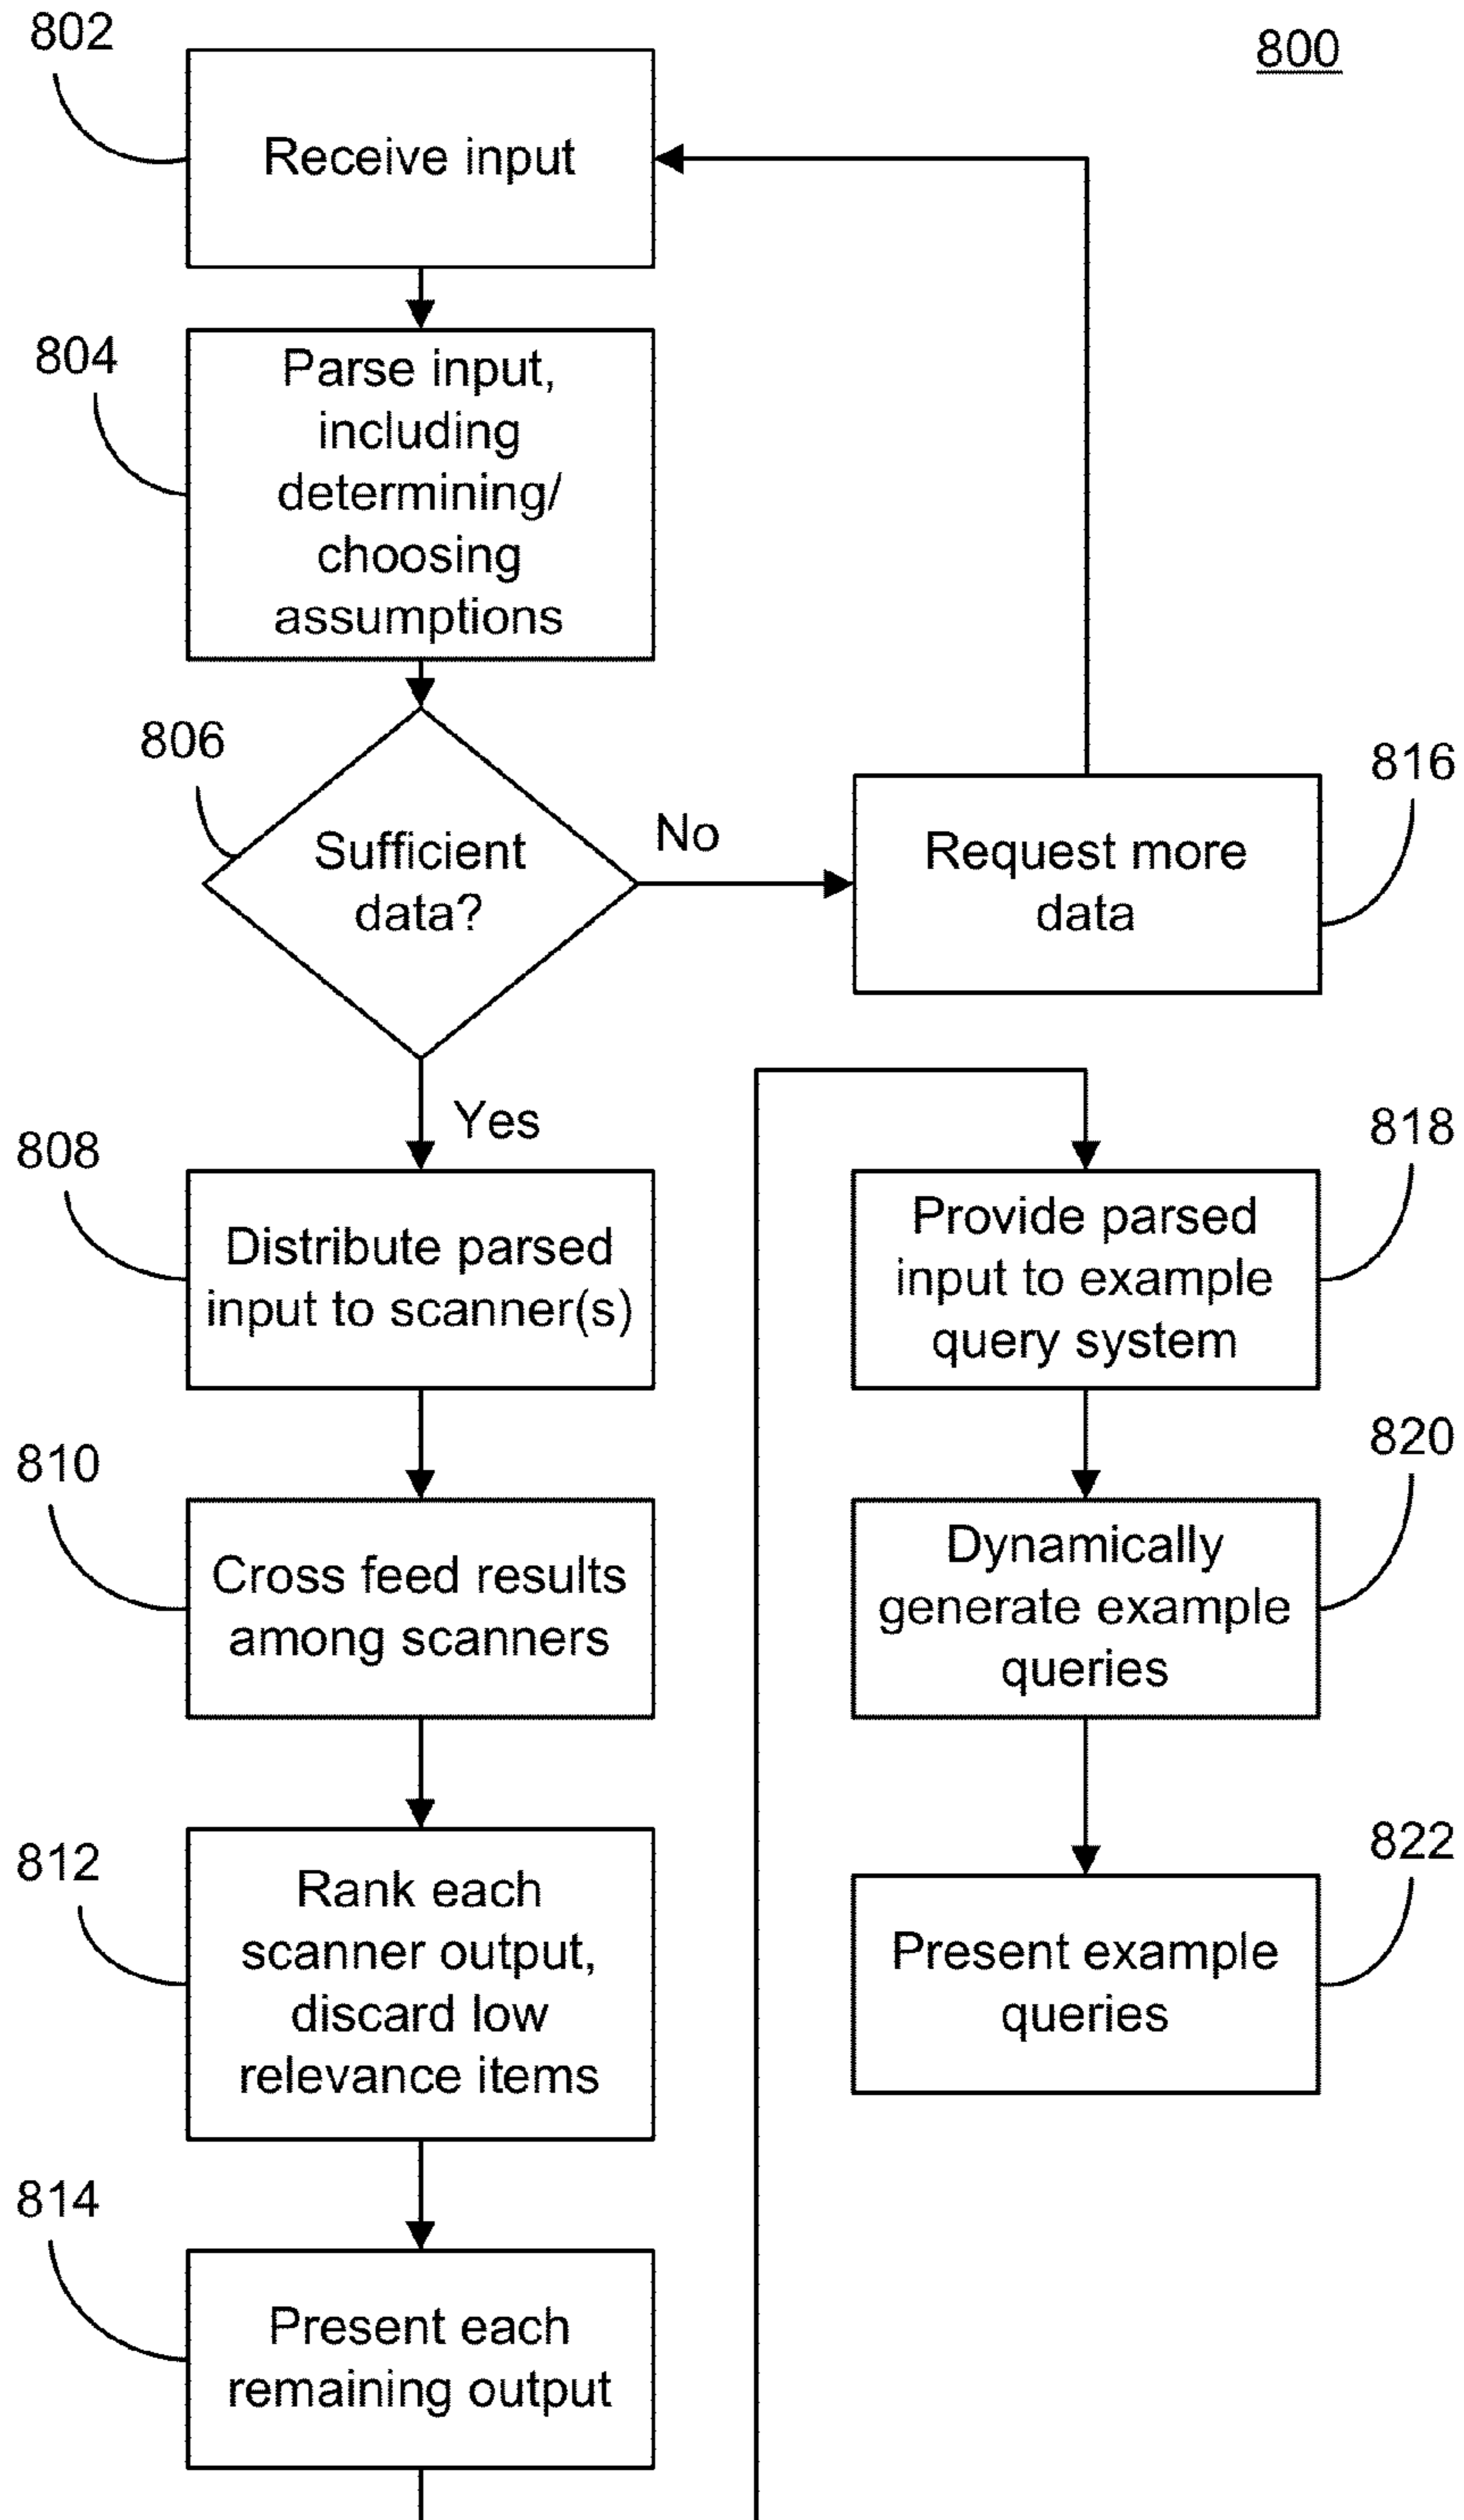 802
800
Receive input
804
Parse input,
including
determining/
choosing
assumptions
806
Sufficient
data?
No
816
Request more
data
Yes
808
Distribute parsed
input to scanner(s)
810
Cross feed results
among scanners
812
Rank each
scanner output,
discard low
relevance items
814
Present each
remaining output
818
Provide parsed
input to example
query system
820
Dynamically
generate example
queries
822
Present example
queries